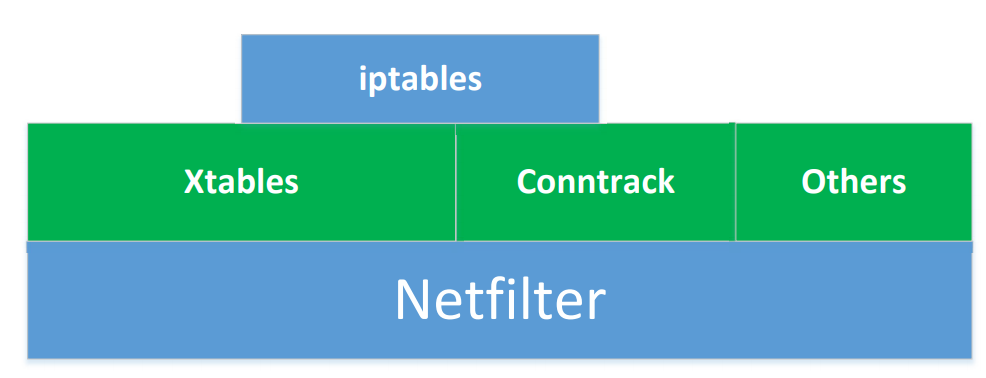 iptables
Xtables
Conntrack
Others
Netfilter